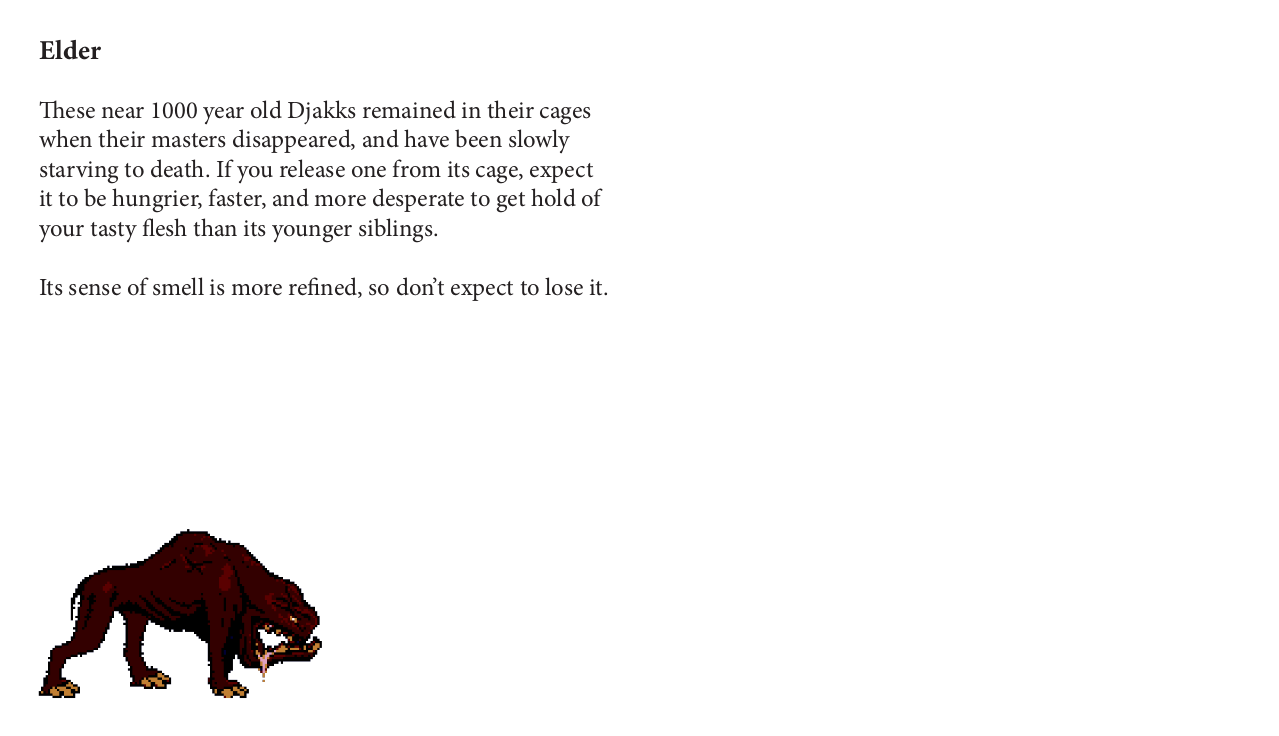 Elder
These near 1000 year old Djakks remained in their cages
when their masters disappeared, and have been slowly
starving to death. If you release one from its cage, expect
it to be hungrier, faster, and more desperate to get hold of
your tasty flesh than its younger siblings.
Its sense of smell is more refined, so don’t expect to lose it.